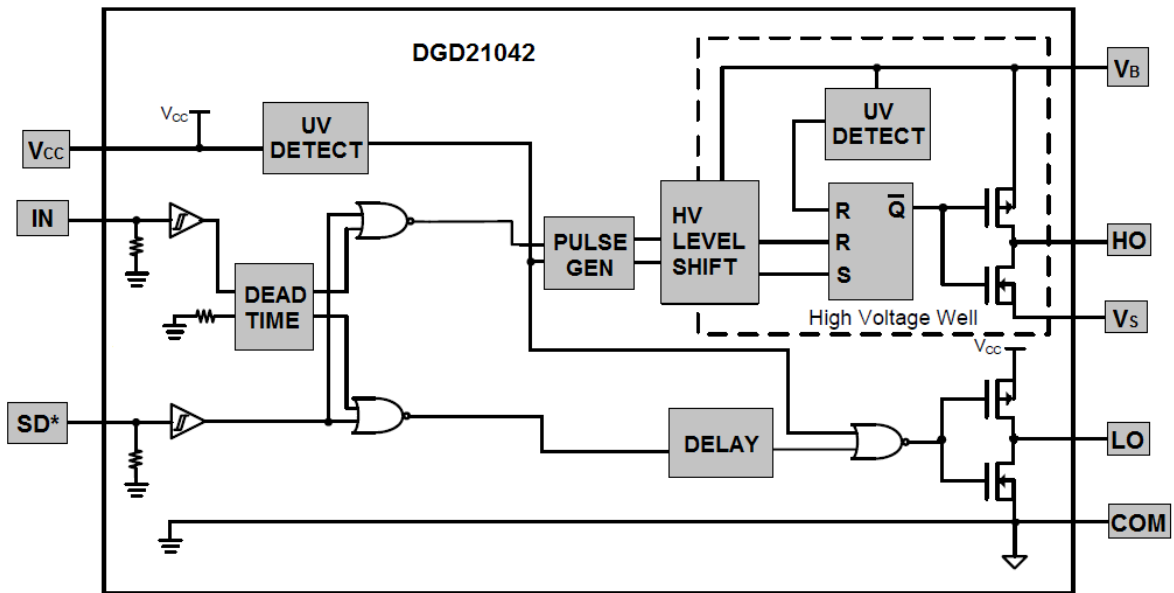 DGD21042
VB
VCC
UV
DETECT
UV
DETECT
VCC
IN
PULSE
GEN
HV
LEVEL
SHIFT
R
R
S
Q̅
HO
DEAD
TIME
High Voltage Well
VS
VCC
SD*
DELAY
LO
COM